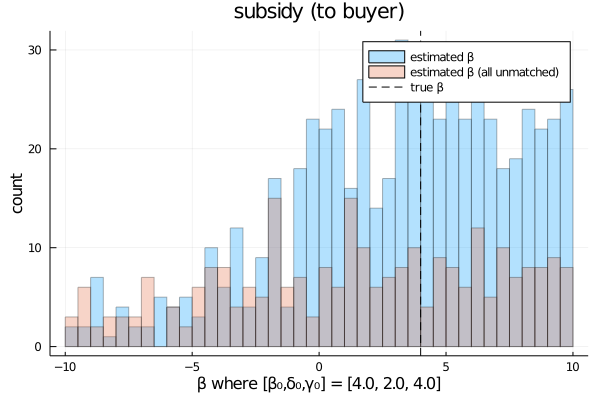 subsidy (to buyer)
30
20
10
0
count
estimated β
estimated β (all unmatched)
true β
−10
−5
0
5
10
β where [β₀,δ₀,γ₀] = [4.0, 2.0, 4.0]